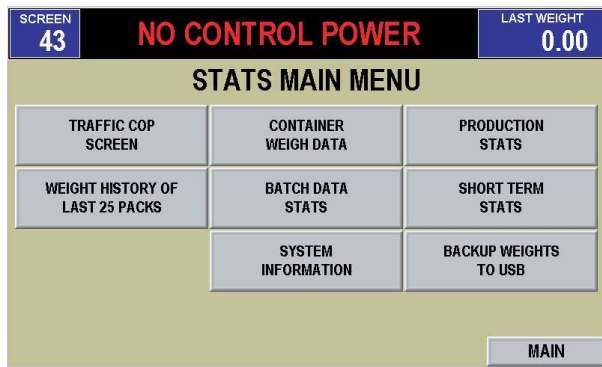 SCREEN
43
NO CONTROL POWER
LAST WEIGHT
0.00
STATS MAIN MENU
TRAFFIC COP
SCREEN
CONTAINER
WEIGH DATA
PRODUCTION
STATS
WEIGHT HISTORY OF
LAST 25 PACKS
BATCH DATA
STATS
SHORT TERM
STATS
SYSTEM
INFORMATION
BACKUP WEIGHTS
TO USB
MAIN